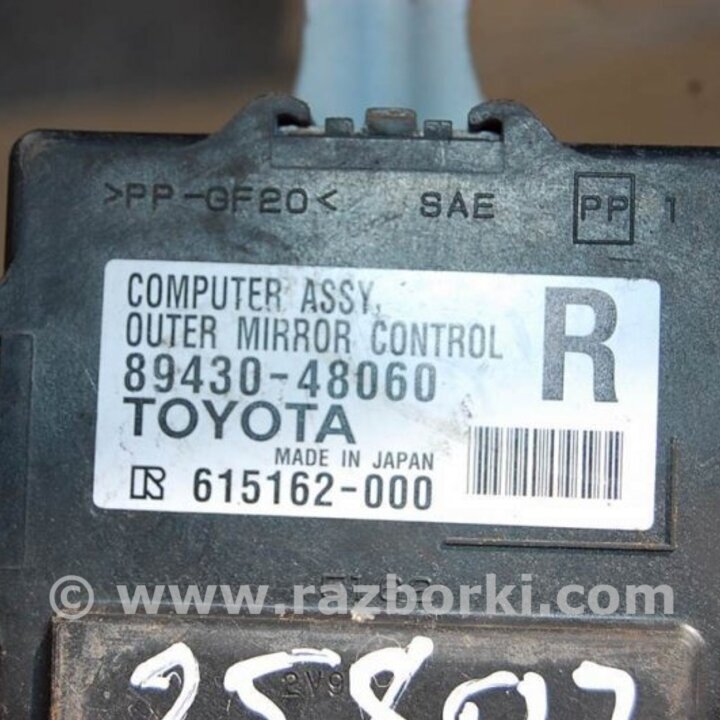 >PP-GF20< SAE PP 1
COMPUTER ASSY,
OUTER MIRROR CONTROL
R
89430-48060
TOYOTA
MADE IN JAPAN
615162-000
© www.razborki.com